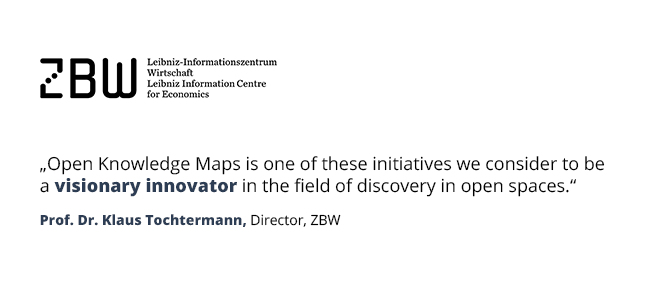 ZBW
Leibniz-Informationszentrum
Wirtschaft
Leibniz Information Centre
for Economics
„Open Knowledge Maps is one of these initiatives we consider to be
a visionary innovator in the field of discovery in open spaces.“
Prof. Dr. Klaus Tochtermann, Director, ZBW